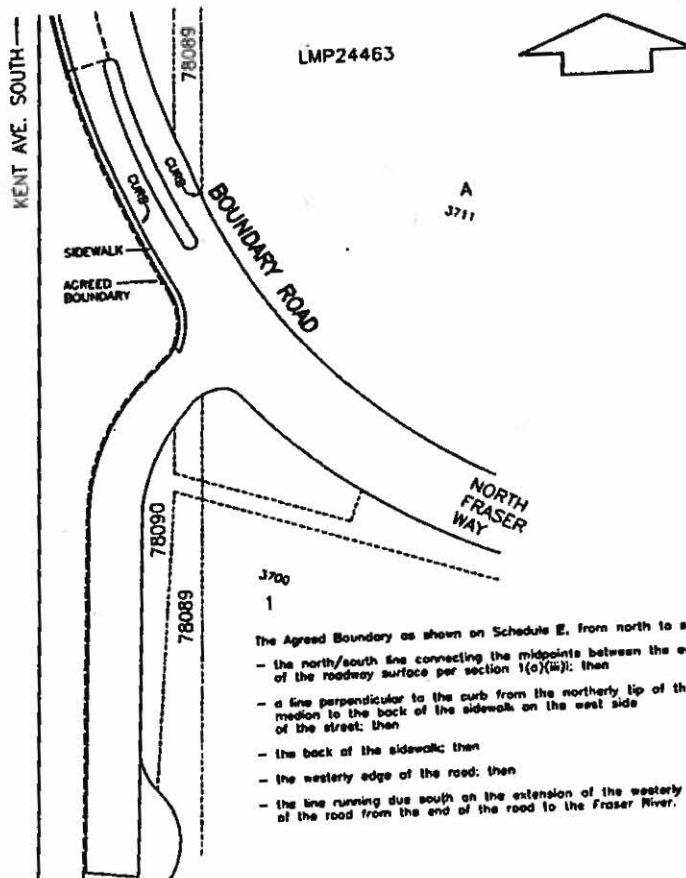 KENT AVE. SOUTH
78089
LMP24463
A
3711
CURB
CURB
BOUNDARY ROAD
SIDEWALK
AGREED
BOUNDARY
NORTH
FRASER
WAY
78090
78089
3700
1
The Agreed Boundary as shown on Schedule E, from north to
- the north/south line connecting the midpoints between the
of the roadway surface per section 1(a)(iii); then
- a line perpendicular to the curb from the northerly tip of
median to the back of the sidewalk on the west side
of the street; then
- the back of the sidewalk; then
- the westerly edge of the road; then
- the line running due south on the extension of the westerly
of the road from the end of the road to the Fraser River.